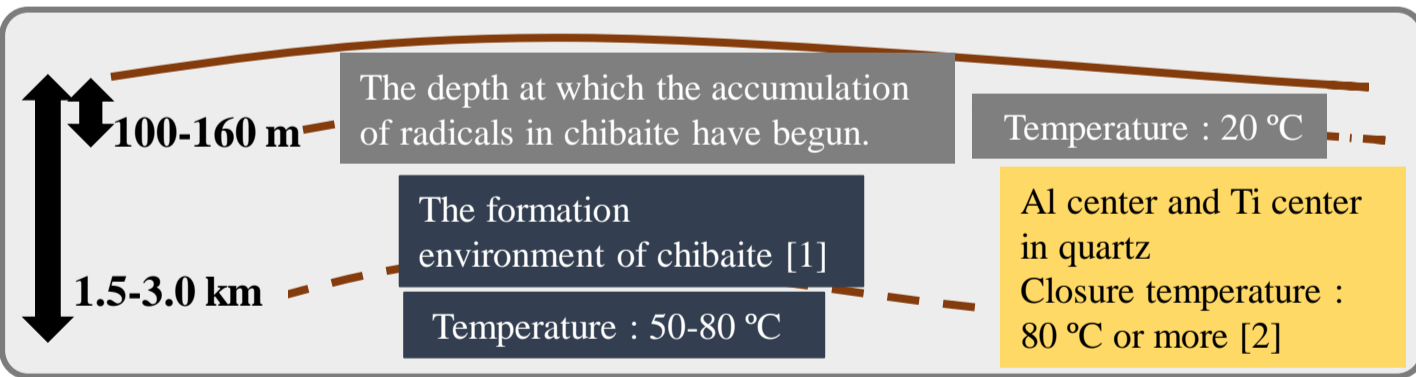 The depth at which the accumulation
of radicals in chibaite have begun.
100-160 m
Temperature : 20 ºC
The formation
environment of chibaite [1]
Al center and Ti center
in quartz
Closure temperature :
80 ºC or more [2]
1.5-3.0 km
Temperature : 50-80 ºC